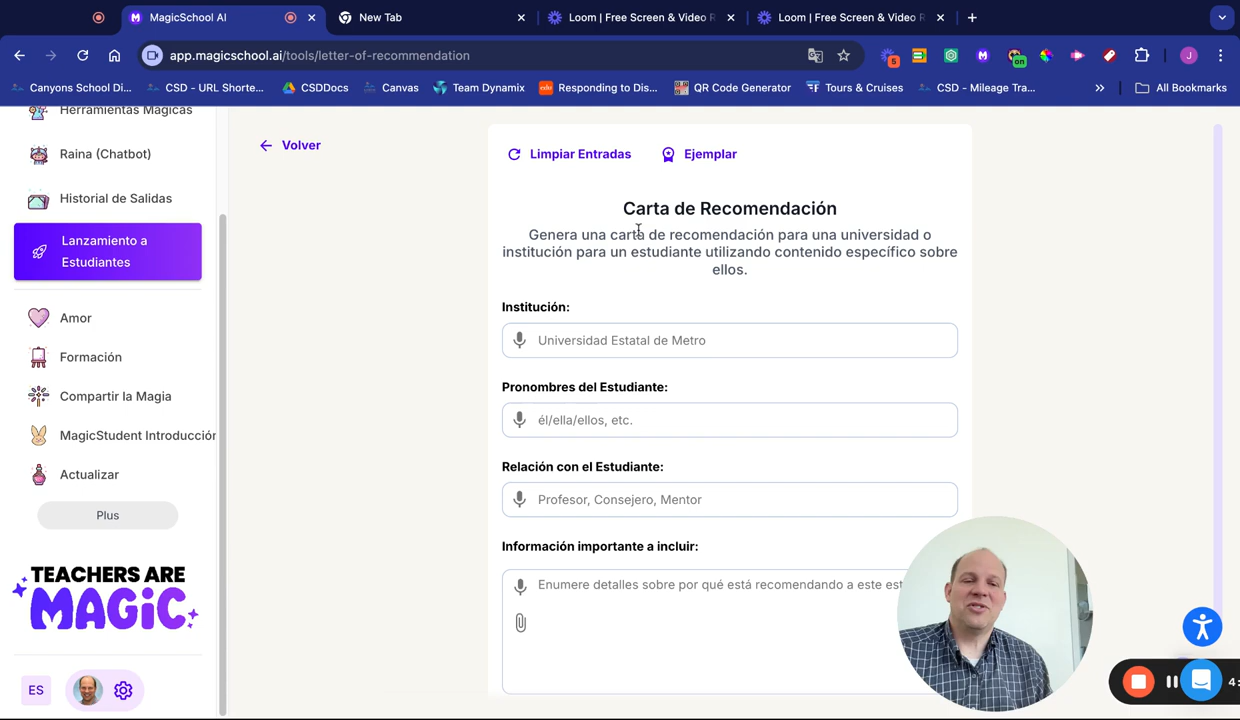 MagicSchool AI
New Tab
Loom | Free Screen & Video R
Loom | Free Screen & Video R
app.magicschool.ai/tools/letter-of-recommendation
5
on
J
Canyons School Di...
CSD - URL Shorte...
CSDDocs
Canvas
Team Dynamix
Responding to Dis...
QR Code Generator
Tours & Cruises
CSD - Mileage Tra...
All Bookmarks
Herramientas Mágicas
Raina (Chatbot)
Historial de Salidas
Lanzamiento a
Estudiantes
Amor
Formación
Compartir la Magia
MagicStudent Introducción
Actualizar
Plus
TEACHERS ARE
MAGiC
ES
Volver
Limpiar Entradas
Ejemplar
Carta de Recomendación
Genera una carta de recomendación para una universidad o
institución para un estudiante utilizando contenido específico sobre
ellos.
Institución:
Universidad Estatal de Metro
Pronombres del Estudiante:
él/ella/ellos, etc.
Relación con el Estudiante:
Profesor, Consejero, Mentor
Información importante a incluir:
Enumere detalles sobre por qué está recomendando a este est
4: